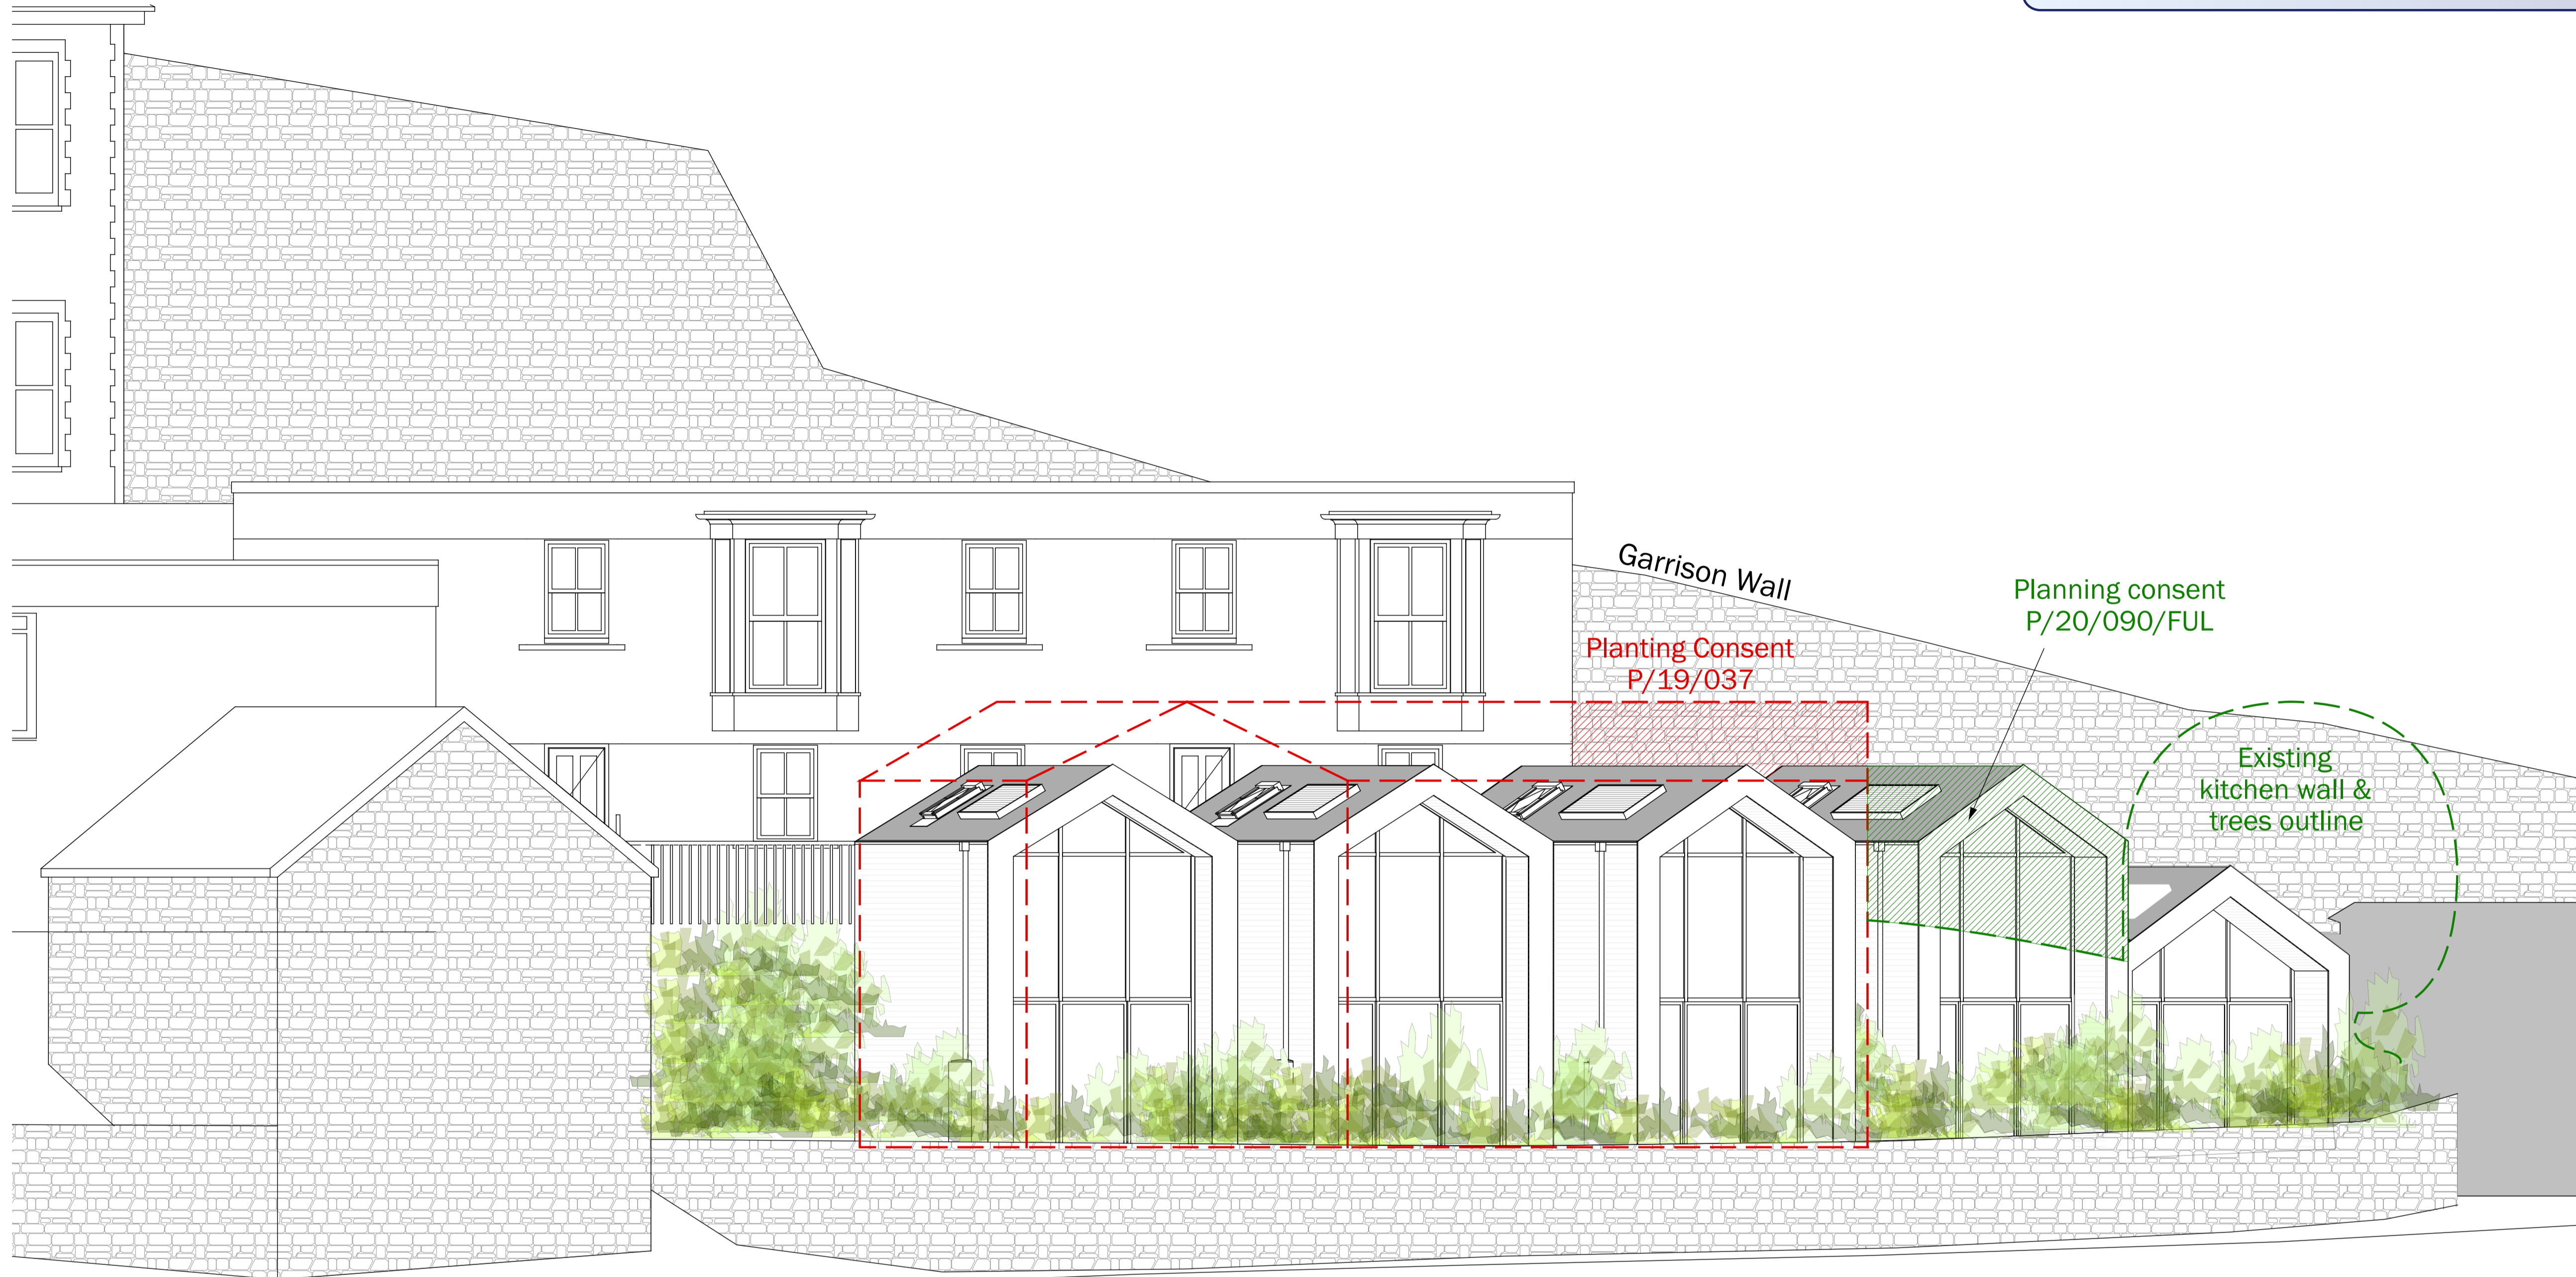 Garrison Wall
Planning consent
P/20/090/FUL
Planting Consent
P/19/037
Existing
kitchen wall &
trees outline